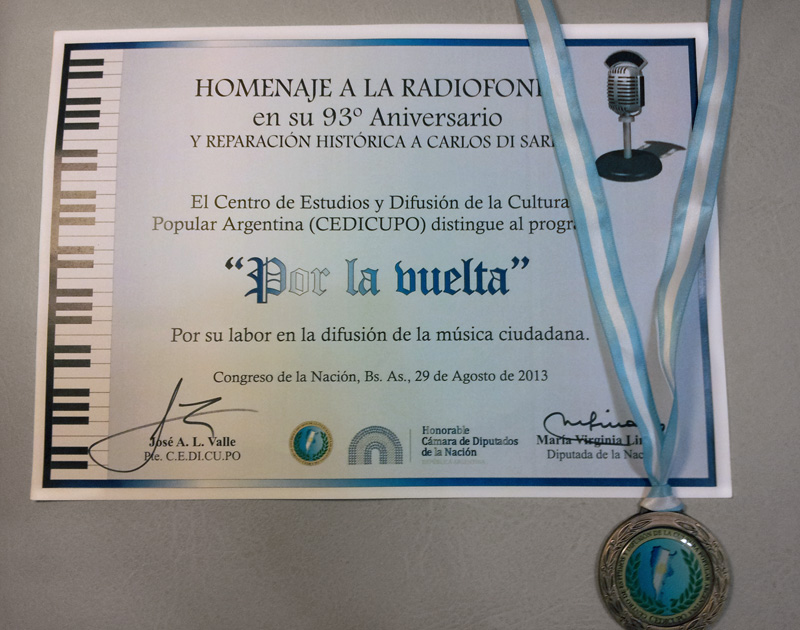 HOMENAJE A LA RADIOFONI
en su 93º Aniversario
Y REPARACIÓN HISTÓRICA A CARLOS DI SAR
El Centro de Estudios y Difusión de la Cultura
Popular Argentina (CEDICUPO) distingue al progra
“Por la vuelta”
Por su labor en la difusión de la música ciudadana.
Congreso de la Nación, Bs. As., 29 de Agosto de 2013
José A. L. Valle
Pte. C.E.DI.CU.PO
Honorable
Cámara de Diputados
de la Nación
REPÚBLICA ARGENTINA
María Virginia Lin
Diputada de la Nac